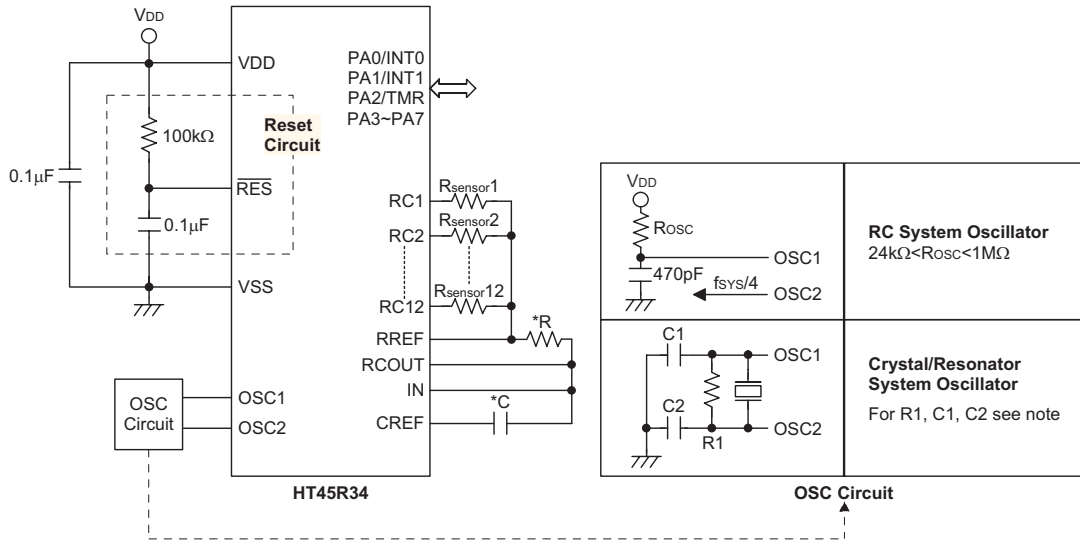 VDD
VDD
100kΩ
Reset
Circuit
0.1μF
RES
0.1μF
VSS
OSC
Circuit
OSC1
OSC2
PA0/INT0
PA1/INT1
PA2/TMR
PA3~PA7
RC1
Rsensor1
RC2
Rsensor2
RC12
Rsensor12
RREF
*R
RCOUT
IN
CREF
*C
HT45R34
VDD
ROSC
OSC1
470pF
fSYS/4
OSC2
RC System Oscillator
24kΩ<ROSC<1MΩ
C1
OSC1
C2
R1
OSC2
Crystal/Resonator
System Oscillator
For R1, C1, C2 see note
OSC Circuit